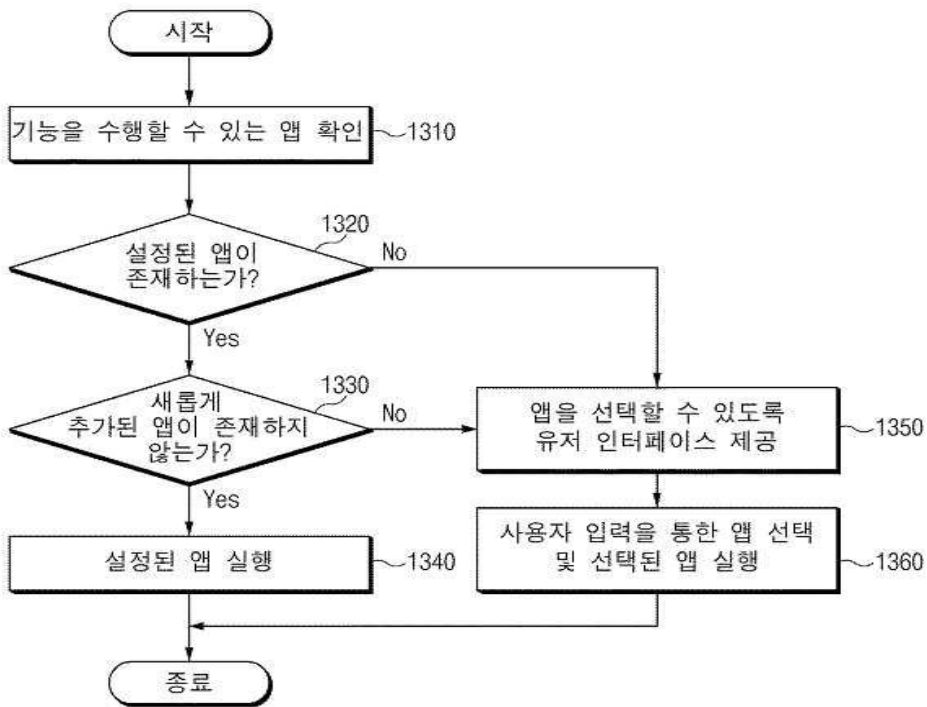 시작
기능을 수행할 수 있는 앱 확인
1310
1320
설정된 앱이
존재하는가?
No
Yes
1330
새롭게
추가된 앱이 존재하지
않는가?
No
Yes
앱을 선택할 수 있도록
유저 인터페이스 제공
1350
설정된 앱 실행
1340
사용자 입력을 통한 앱 선택
및 선택된 앱 실행
1360
종료